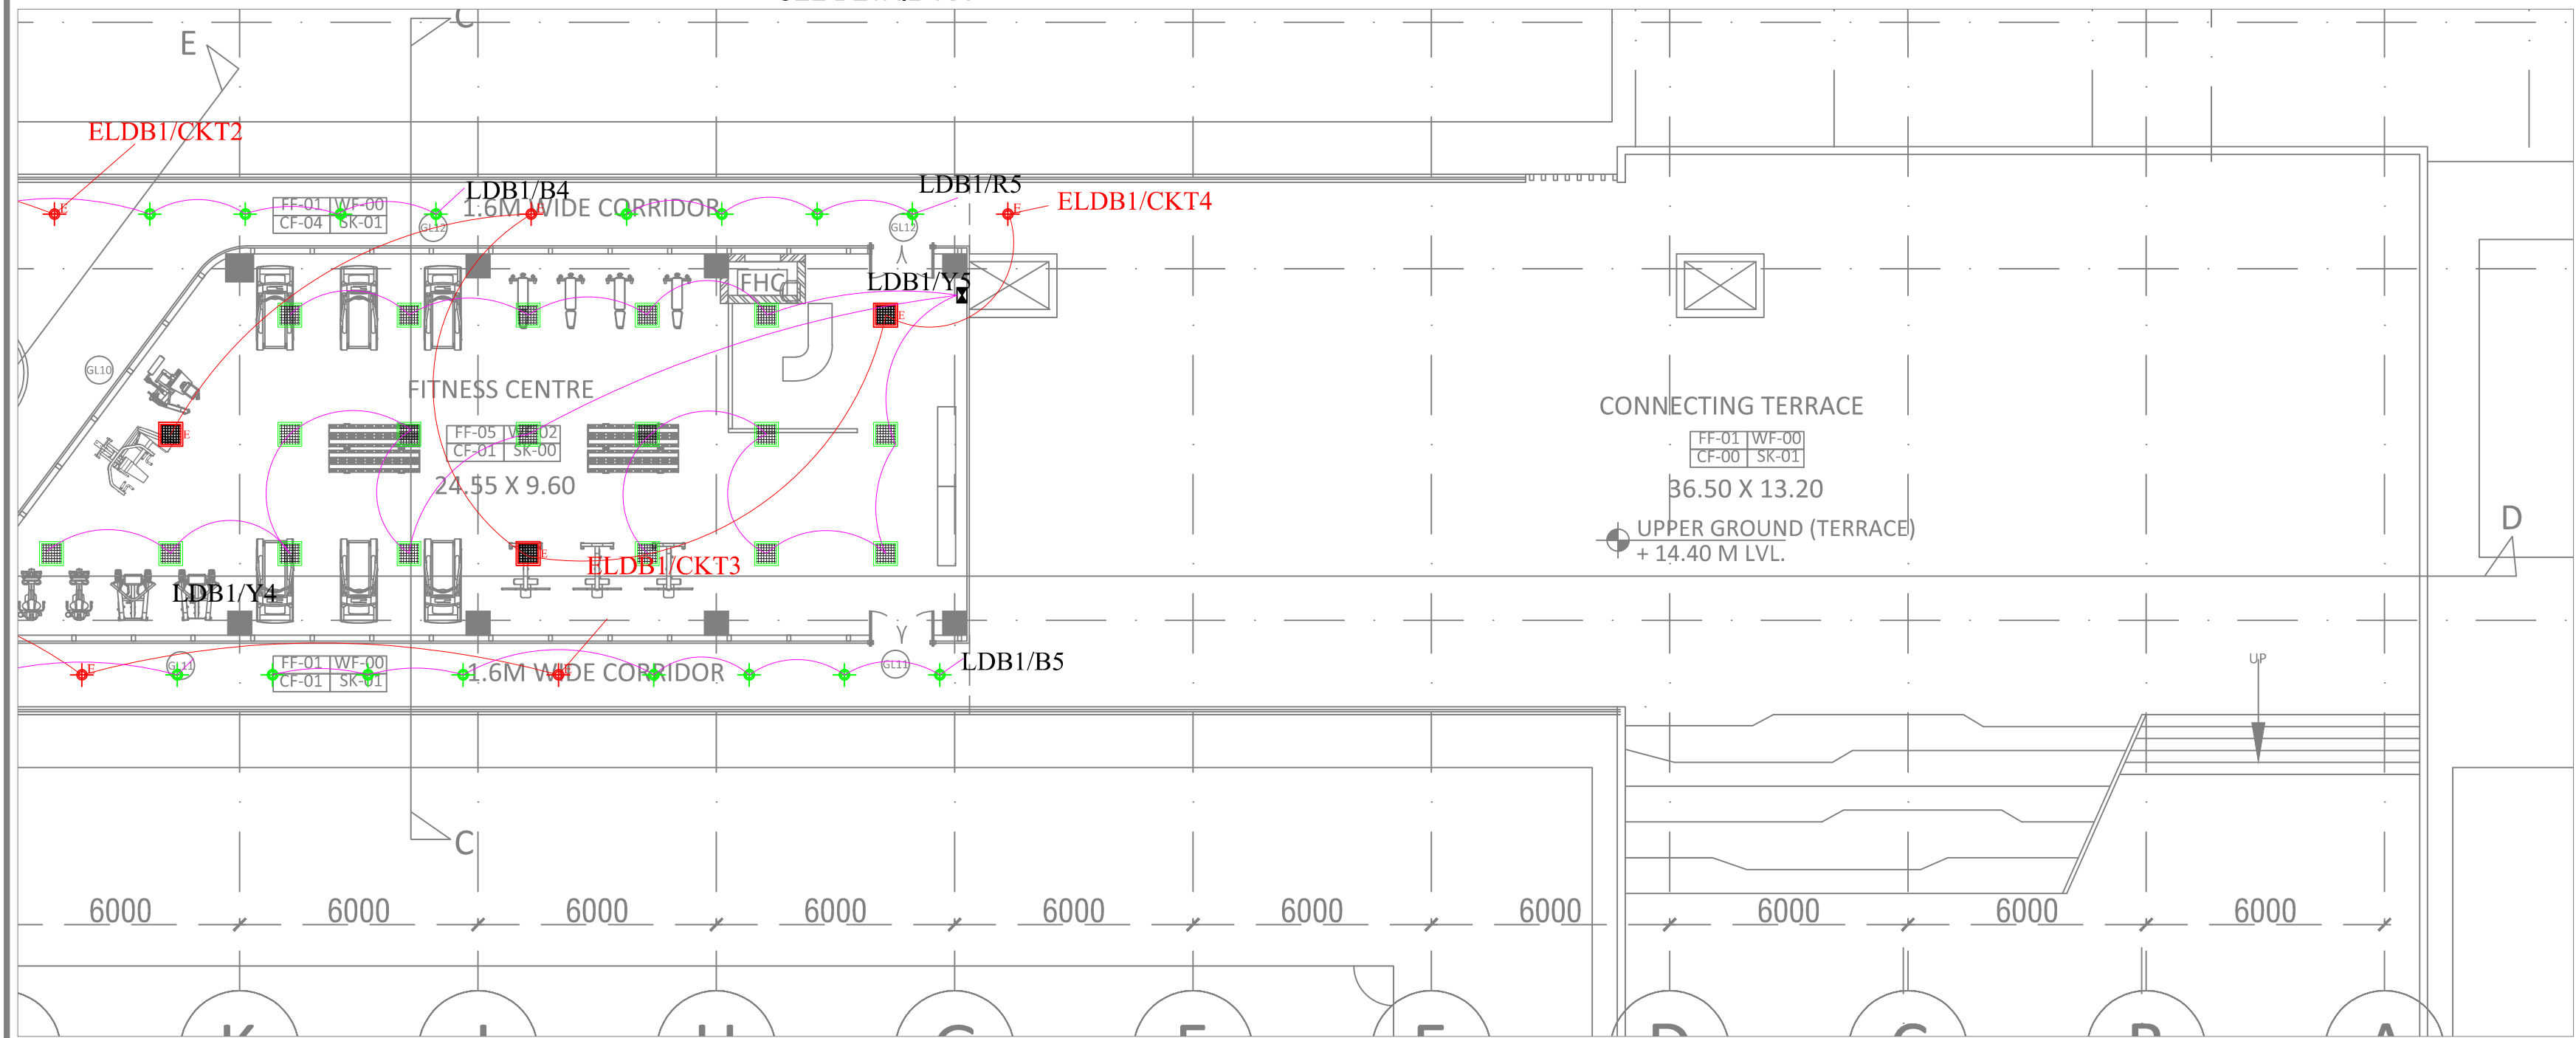 C
E
ELDB1/CKT2
LDB1/B4
LDB1/R5
ELDB1/CKT4
E
E
E
FF-01 WF-00
CF-04 SK-01
1.6M WIDE CORRIDOR
GL12
GL12
FHC
LDB1/Y5
E
GL10
FITNESS CENTRE
E
FF-05 WF-02
CF-01 SK-00
24.55 X 9.60
CONNECTING TERRACE
FF-01 WF-00
CF-00 SK-01
36.50 X 13.20
UPPER GROUND (TERRACE)
+ 14.40 M LVL.
D
E
ELDB1/CKT3
LDB1/Y4
E
GL11
FF-01 WF-00
CF-01 SK-01
1.6M WIDE CORRIDOR
E
GL11
LDB1/B5
UP
C
6000 6000 6000 6000 6000 6000 6000 6000 6000 6000